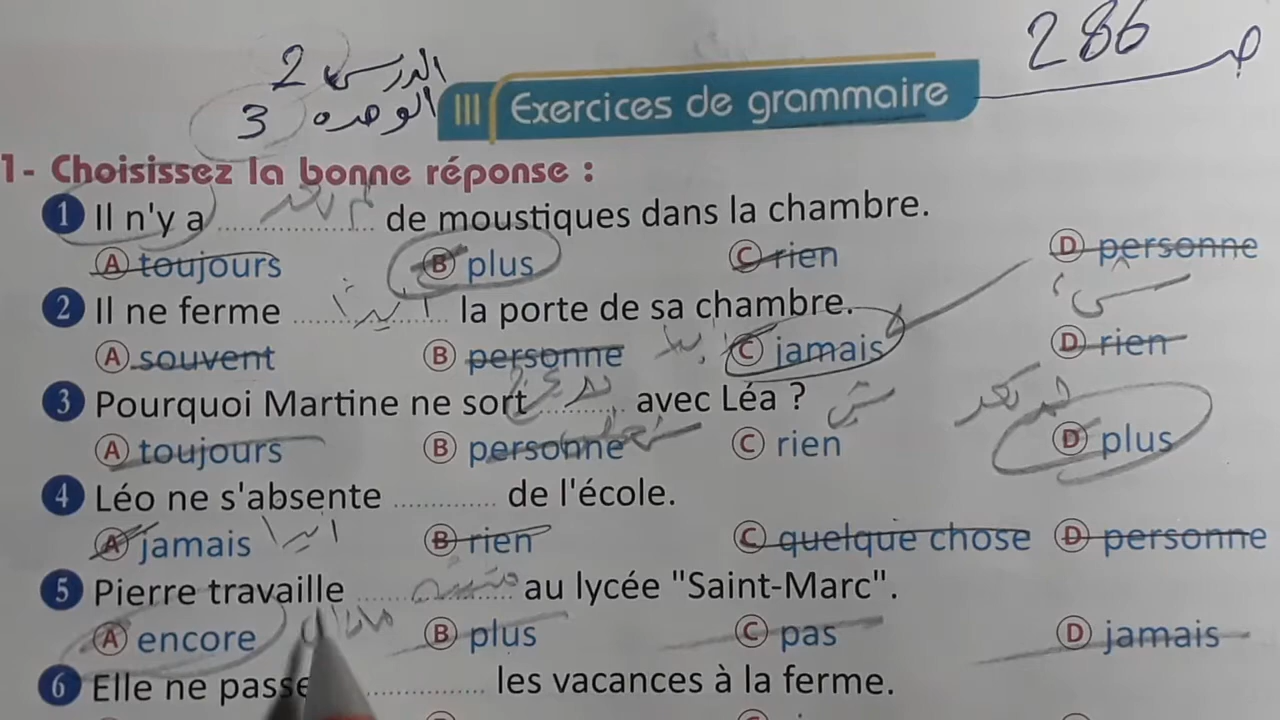 286 ص
الدرس 2
الوحده 3
III Exercices de grammaire
1- Choisissez la bonne réponse :
1 Il n'y a .................... de moustiques dans la chambre.
A toujours B plus C rien D personne
2 Il ne ferme .................... la porte de sa chambre.
A souvent B personne C jamais D rien
3 Pourquoi Martine ne sort ............ avec Léa ?
A toujours B personne C rien D plus
4 Léo ne s'absente ............. de l'école.
A jamais ابدا B rien C quelque chose D personne
5 Pierre travaille .................... au lycée "Saint-Marc".
A encore مازال B plus C pas D jamais
6 Elle ne passe ............... les vacances à la ferme.